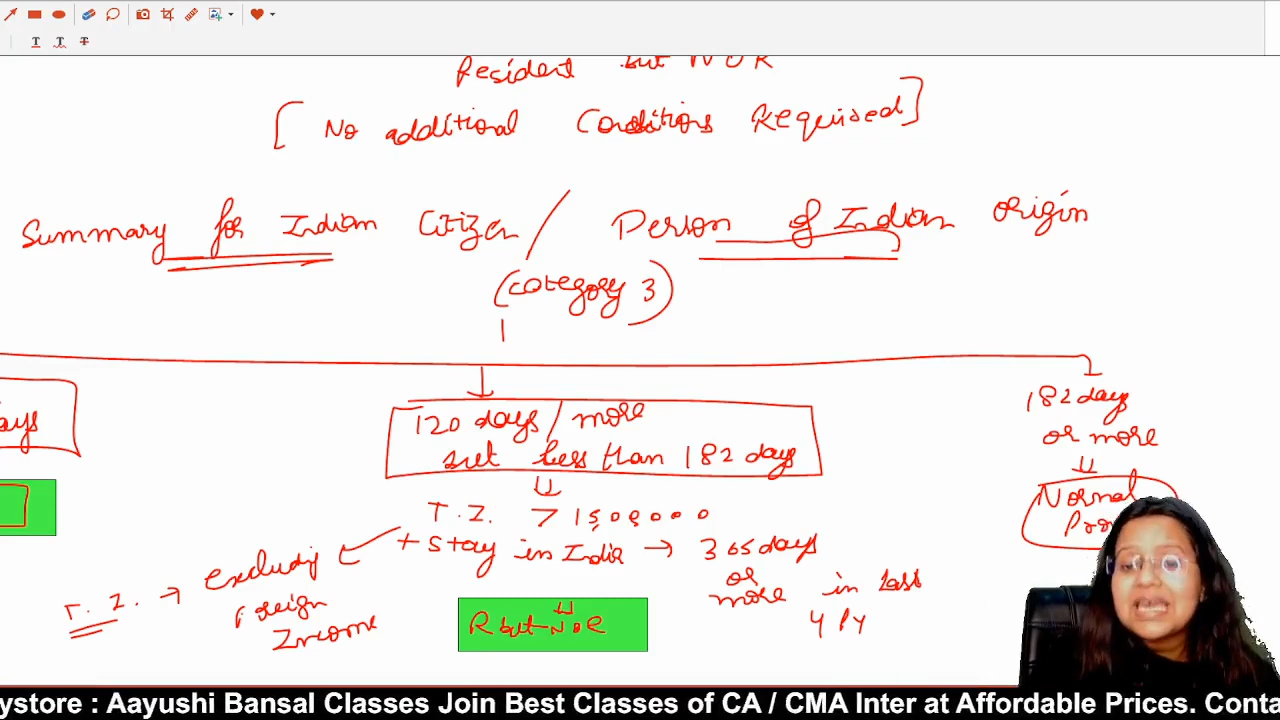 Resident but NOR
[ No additional Conditions Required ]
Summary for Indian Citizen / Person of Indian origin
(Category 3)
days
120 days / more
but less than 182 days
182 days
or more
Normal
T.I. > 1500000
+ Stay in India → 365 days
or
more in last
4 PY
T. I. → excluding
Foreign
Income
R but NOR
ystore : Aayushi Bansal Classes Join Best Classes of CA / CMA Inter at Affordable Prices. Conta